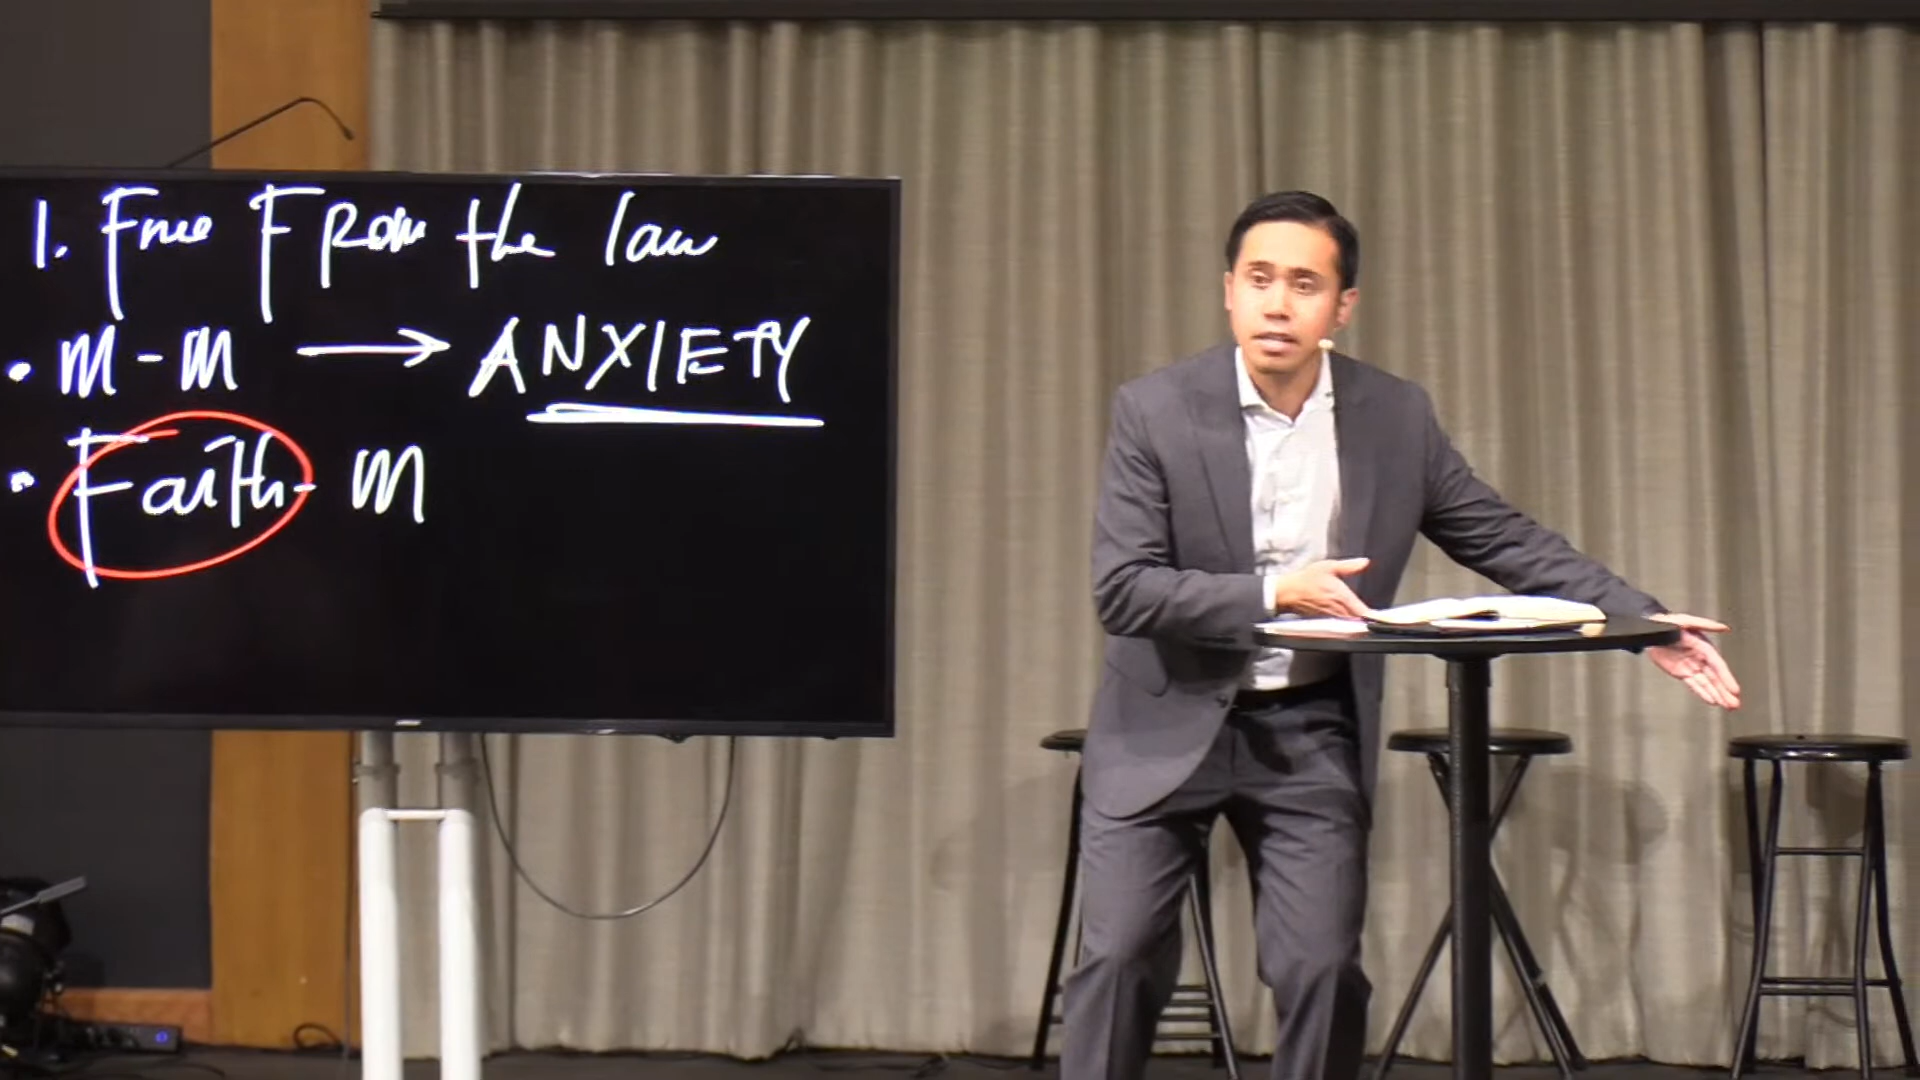 1. Free From the law
• m - m → ANXIETY
• Faith - m